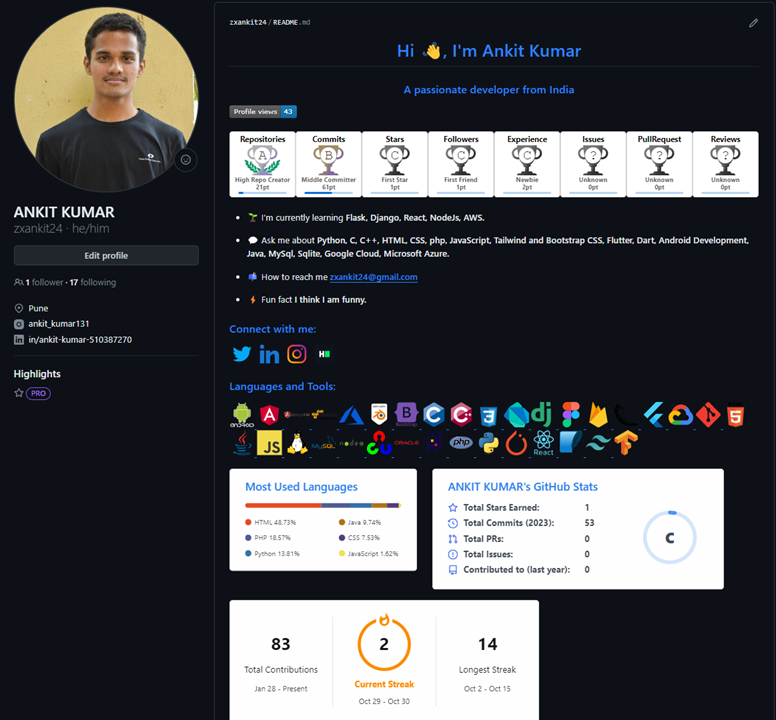 zxankit24/README.md
Hi 👋, I'm Ankit Kumar
A passionate developer from India
Profile views 43
Repositories Commits Stars Followers Experience Issues PullRequest Reviews
A B C C C ? ? ?
High Repo Creator Middle Committer First Star First Friend Newbie Unknown Unknown Unknown
21pt 61pt 1pt 1pt 2pt 0pt 0pt 0pt
ANKIT KUMAR
zxankit24 · he/him
Edit profile
1 follower · 17 following
Pune
ankit_kumar131
in/ankit-kumar-510387270
Highlights
PRO
🌱 I'm currently learning Flask, Django, React, NodeJs, AWS.
💬 Ask me about Python, C, C++, HTML, CSS, php, JavaScript, Tailwind and Bootstrap CSS, Flutter, Dart, Android Development,
Java, MySql, Sqlite, Google Cloud, Microsoft Azure.
📫 How to reach me zxankit24@gmail.com
⚡ Fun fact I think I am funny.
Connect with me:
Languages and Tools:
Most Used Languages
HTML 48.73% Java 9.74%
PHP 18.57% CSS 7.53%
Python 13.81% JavaScript 1.62%
ANKIT KUMAR's GitHub Stats
Total Stars Earned: 1
Total Commits (2023): 53
Total PRs: 0
Total Issues: 0
Contributed to (last year): 0
C
83 2 14
Total Contributions Current Streak Longest Streak
Jan 28 - Present Oct 29 - Oct 30 Oct 2 - Oct 15